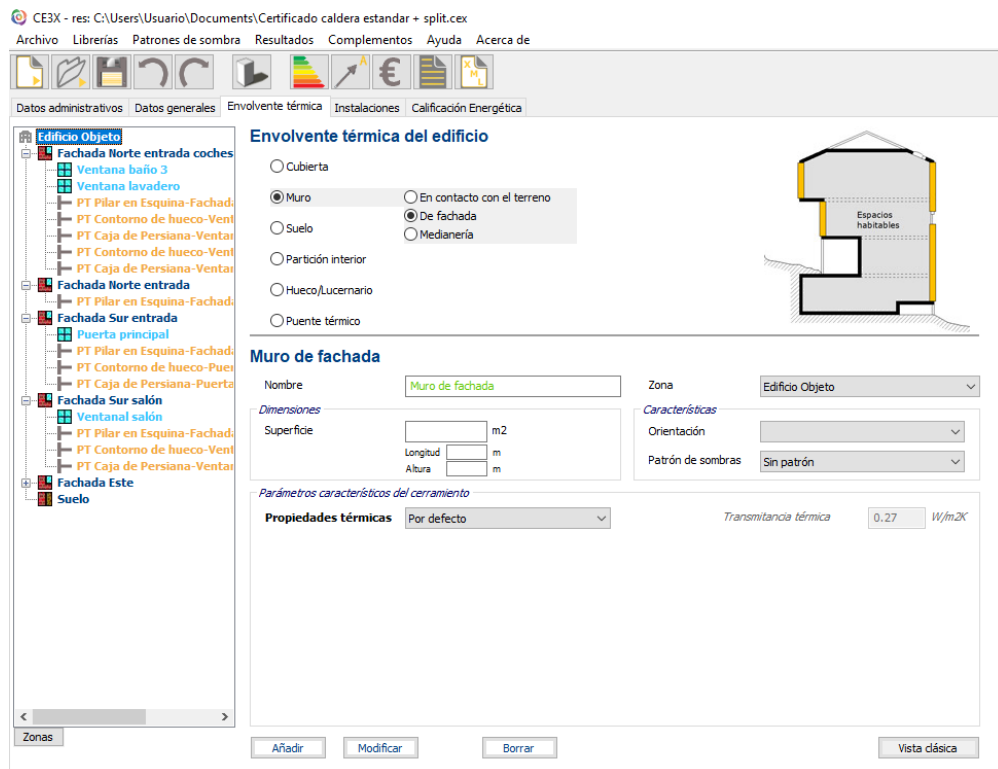 CE3X - res: C:\Users\Usuario\Documents\Certificado caldera estandar + split.cex
Archivo Librerías Patrones de sombra Resultados Complementos Ayuda Acerca de
Datos administrativos Datos generales Envolvente térmica Instalaciones Calificación Energética
Edificio Objeto
Fachada Norte entrada coches
Ventana baño 3
Ventana lavadero
PT Pilar en Esquina-Fachada
PT Contorno de hueco-Vent
PT Caja de Persiana-Ventan
PT Contorno de hueco-Vent
PT Caja de Persiana-Ventan
Fachada Norte entrada
PT Pilar en Esquina-Fachada
Fachada Sur entrada
Puerta principal
PT Pilar en Esquina-Fachada
PT Contorno de hueco-Puer
PT Caja de Persiana-Puerta
Fachada Sur salón
Ventanal salón
PT Pilar en Esquina-Fachada
PT Contorno de hueco-Vent
PT Caja de Persiana-Ventan
Fachada Este
Suelo
Zonas
Envolvente térmica del edificio
Cubierta
Muro
En contacto con el terreno
De fachada
Medianería
Suelo
Partición interior
Hueco/Lucernario
Puente térmico
Espacios
habitables
Muro de fachada
Nombre Muro de fachada Zona Edificio Objeto
Dimensiones Características
Superficie m2 Orientación
Longitud m
Altura m
Patrón de sombras Sin patrón
Parámetros característicos del cerramiento
Propiedades térmicas Por defecto Transmitancia térmica 0.27 W/m2K
Añadir Modificar Borrar Vista clásica